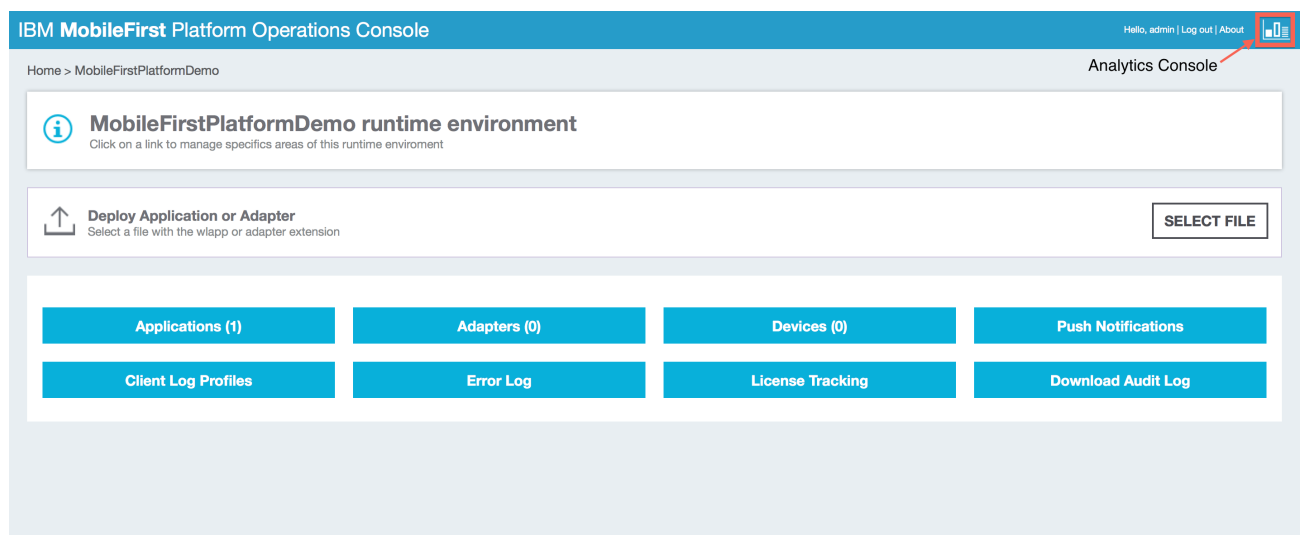 IBM MobileFirst Platform Operations Console
Hello, admin | Log out | About
Home > MobileFirstPlatformDemo
Analytics Console
MobileFirstPlatformDemo runtime environment
Click on a link to manage specifics areas of this runtime enviroment
Deploy Application or Adapter
Select a file with the wlapp or adapter extension
SELECT FILE
Applications (1)
Adapters (0)
Devices (0)
Push Notifications
Client Log Profiles
Error Log
License Tracking
Download Audit Log